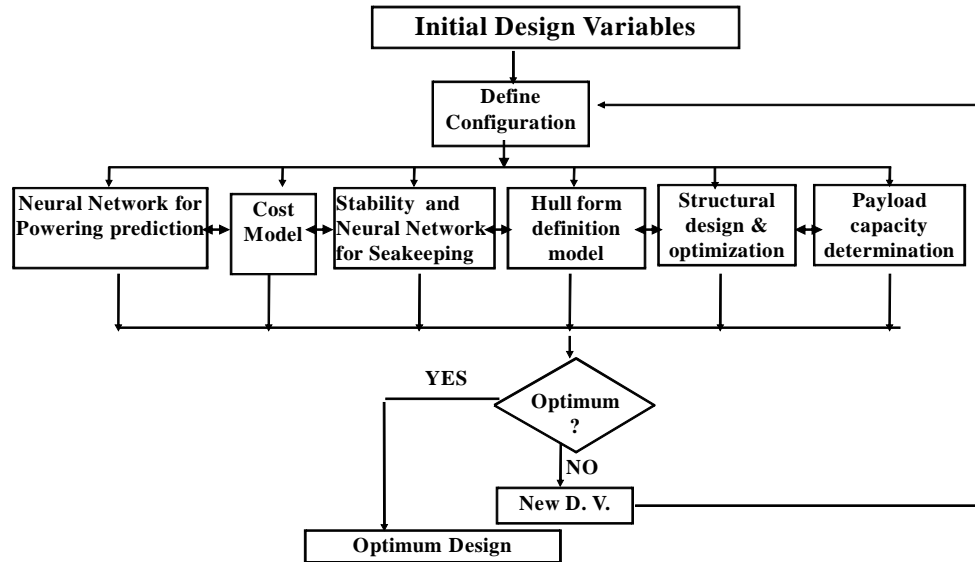 Initial Design Variables
Define
Configuration
Neural Network for
Powering prediction
Cost
Model
Stability and
Neural Network
for Seakeeping
Hull form
definition
model
Structural
design &
optimization
Payload
capacity
determination
YES
Optimum
?
NO
New D. V.
Optimum Design